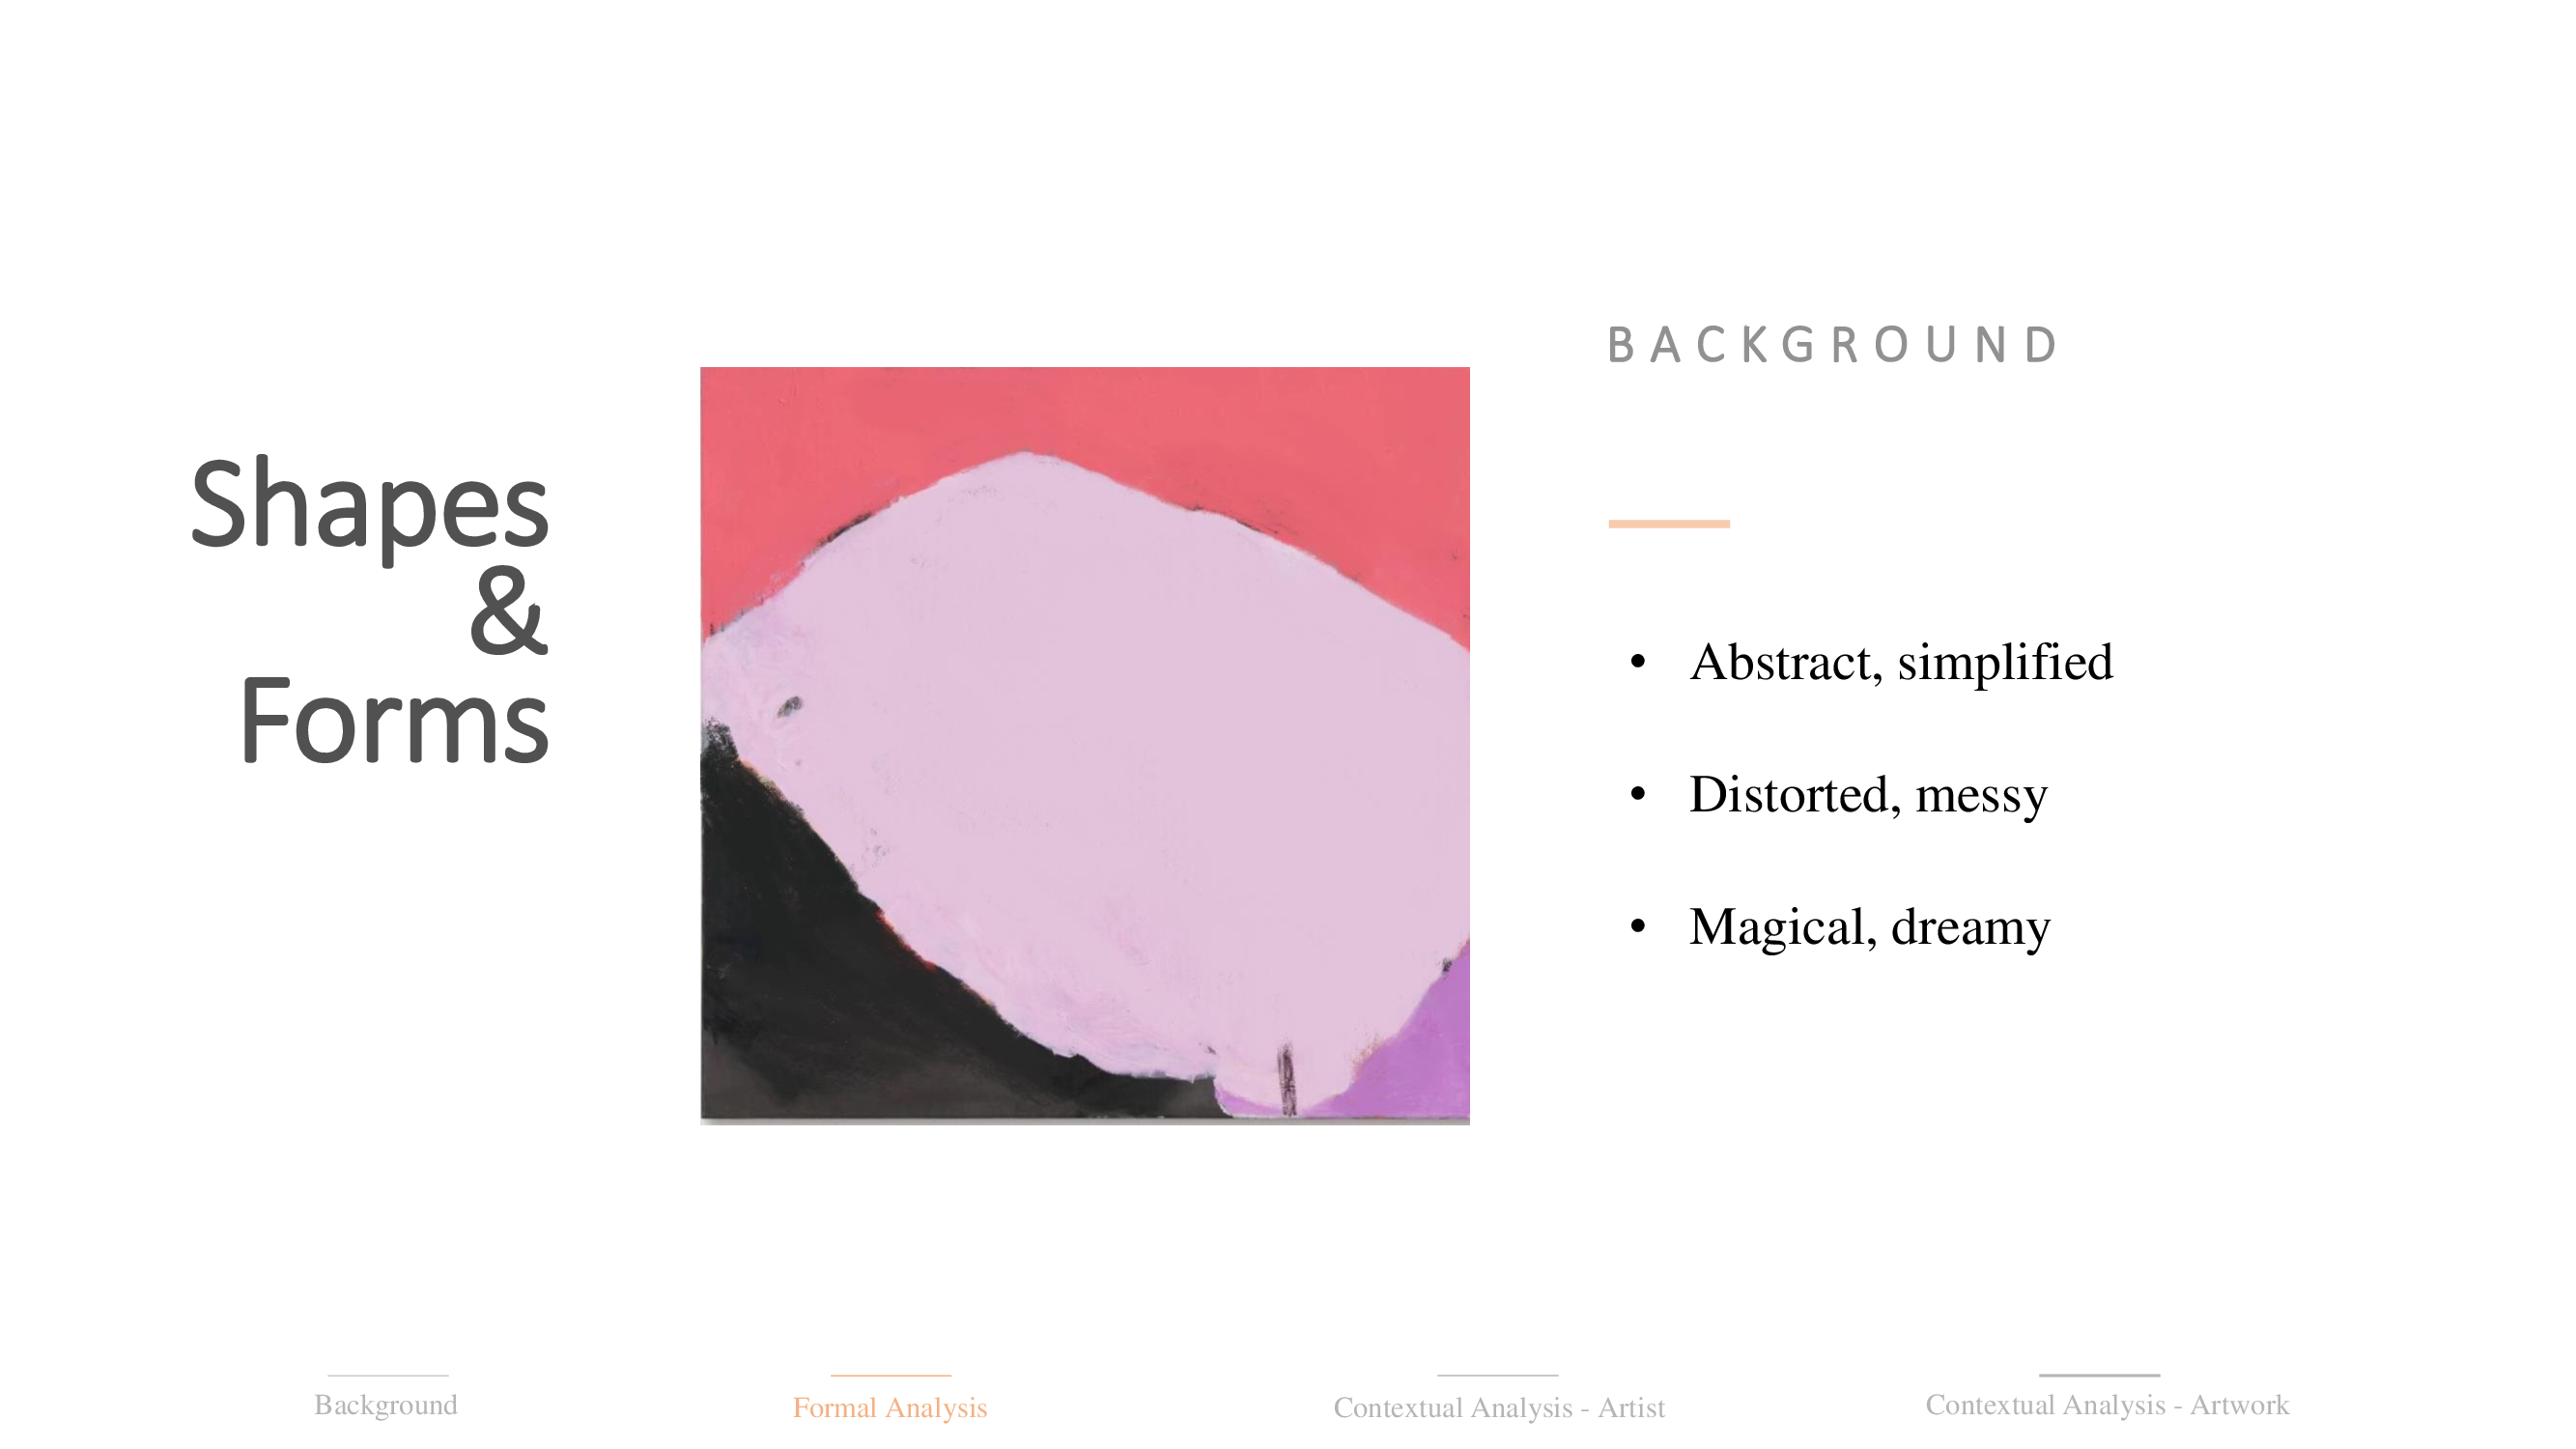 Shapes
&
Forms
BACKGROUND
• Abstract, simplified
• Distorted, messy
• Magical, dreamy
Background
Formal Analysis
Contextual Analysis - Artist
Contextual Analysis - Artwork